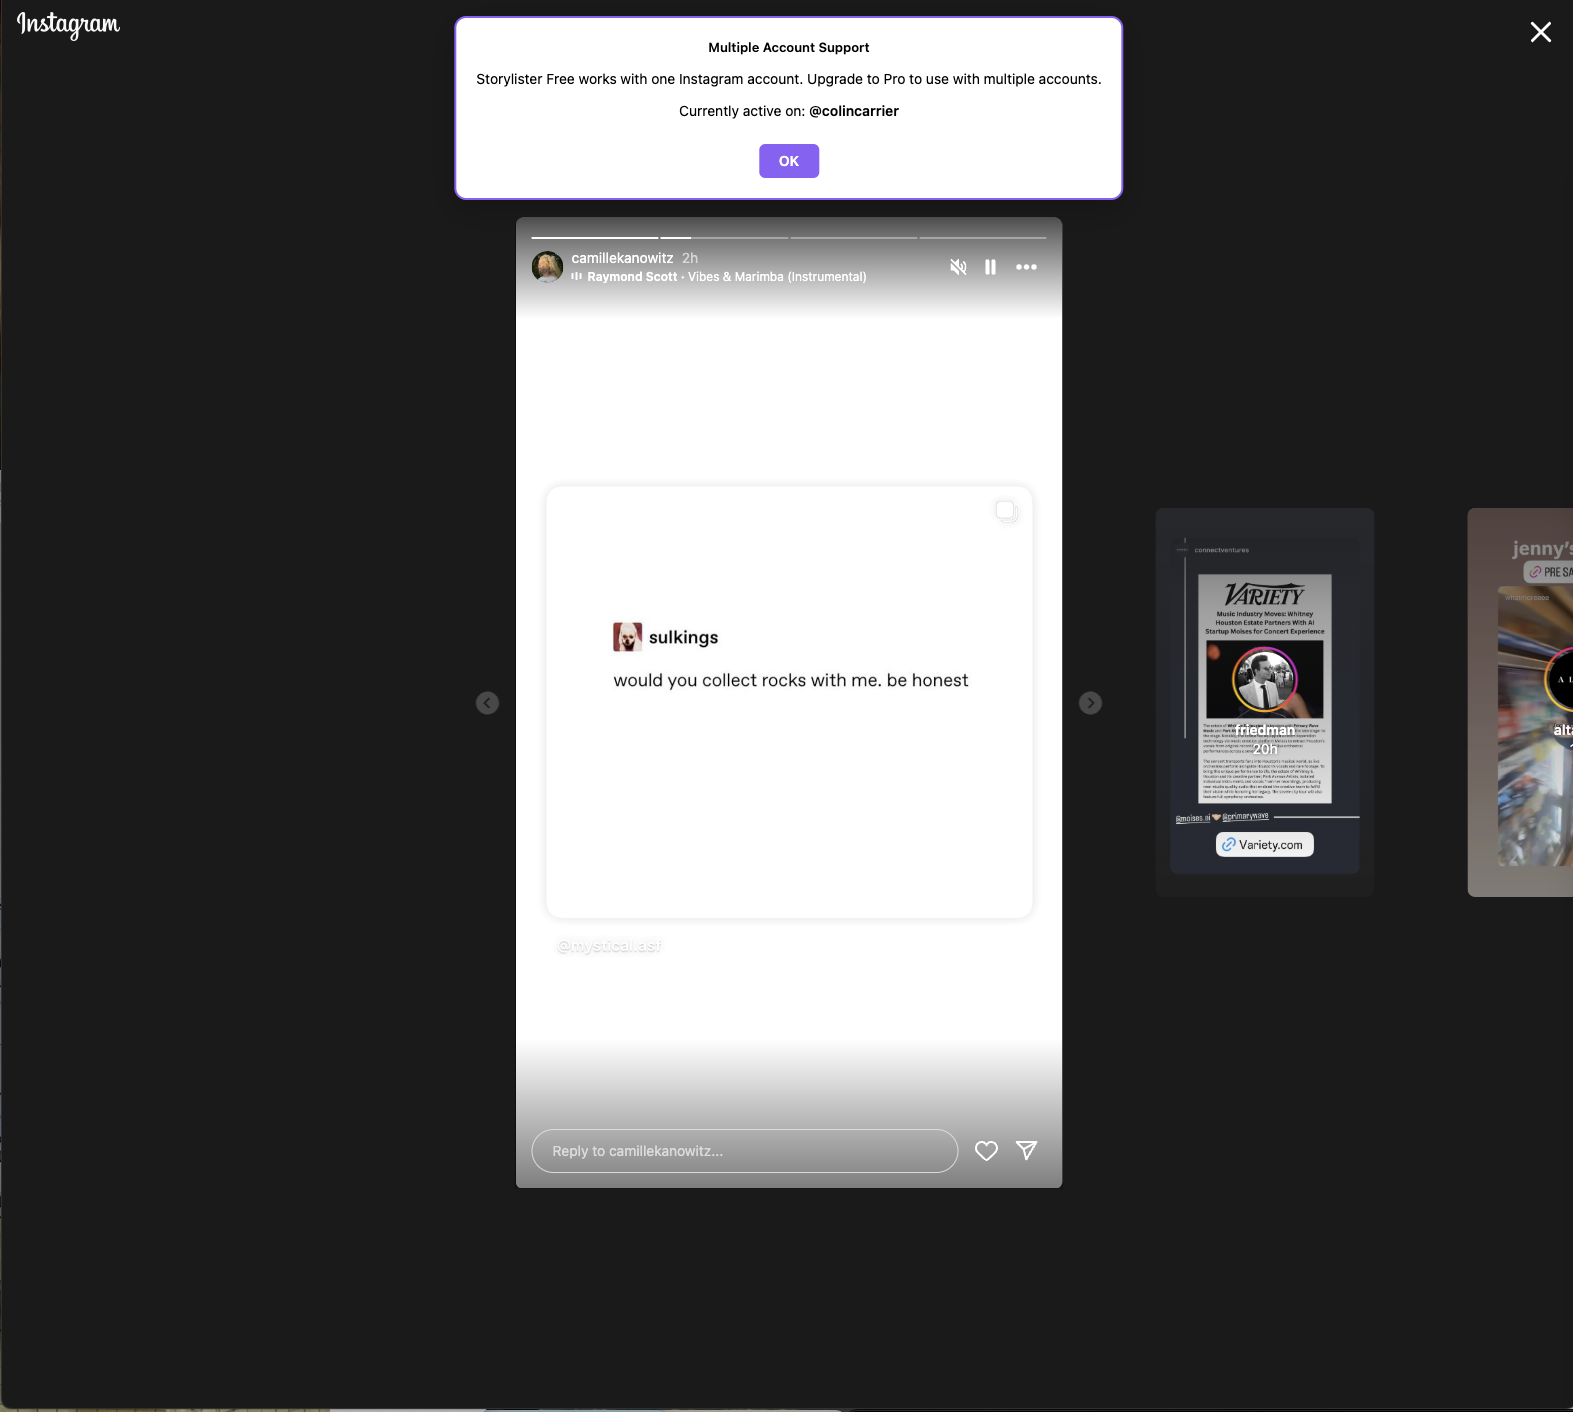 Instagram
Multiple Account Support
Storylister Free works with one Instagram account. Upgrade to Pro to use with multiple accounts.
Currently active on: @colincarrier
OK
camillekanowitz 2h
Raymond Scott · Vibes & Marimba (Instrumental)
sulkings
would you collect rocks with me. be honest
@mystical.asf
Reply to camillekanowitz...
connectventures
VARIETY
Music Industry Moves: Whitney
Houston Estate Partners With AI
Startup Moises for Concert Experience
friedman
20h
@moises.ai 🤝 @primarywave
Variety.com
jenny's
PRE SA
whatmoreooo
A L
alta